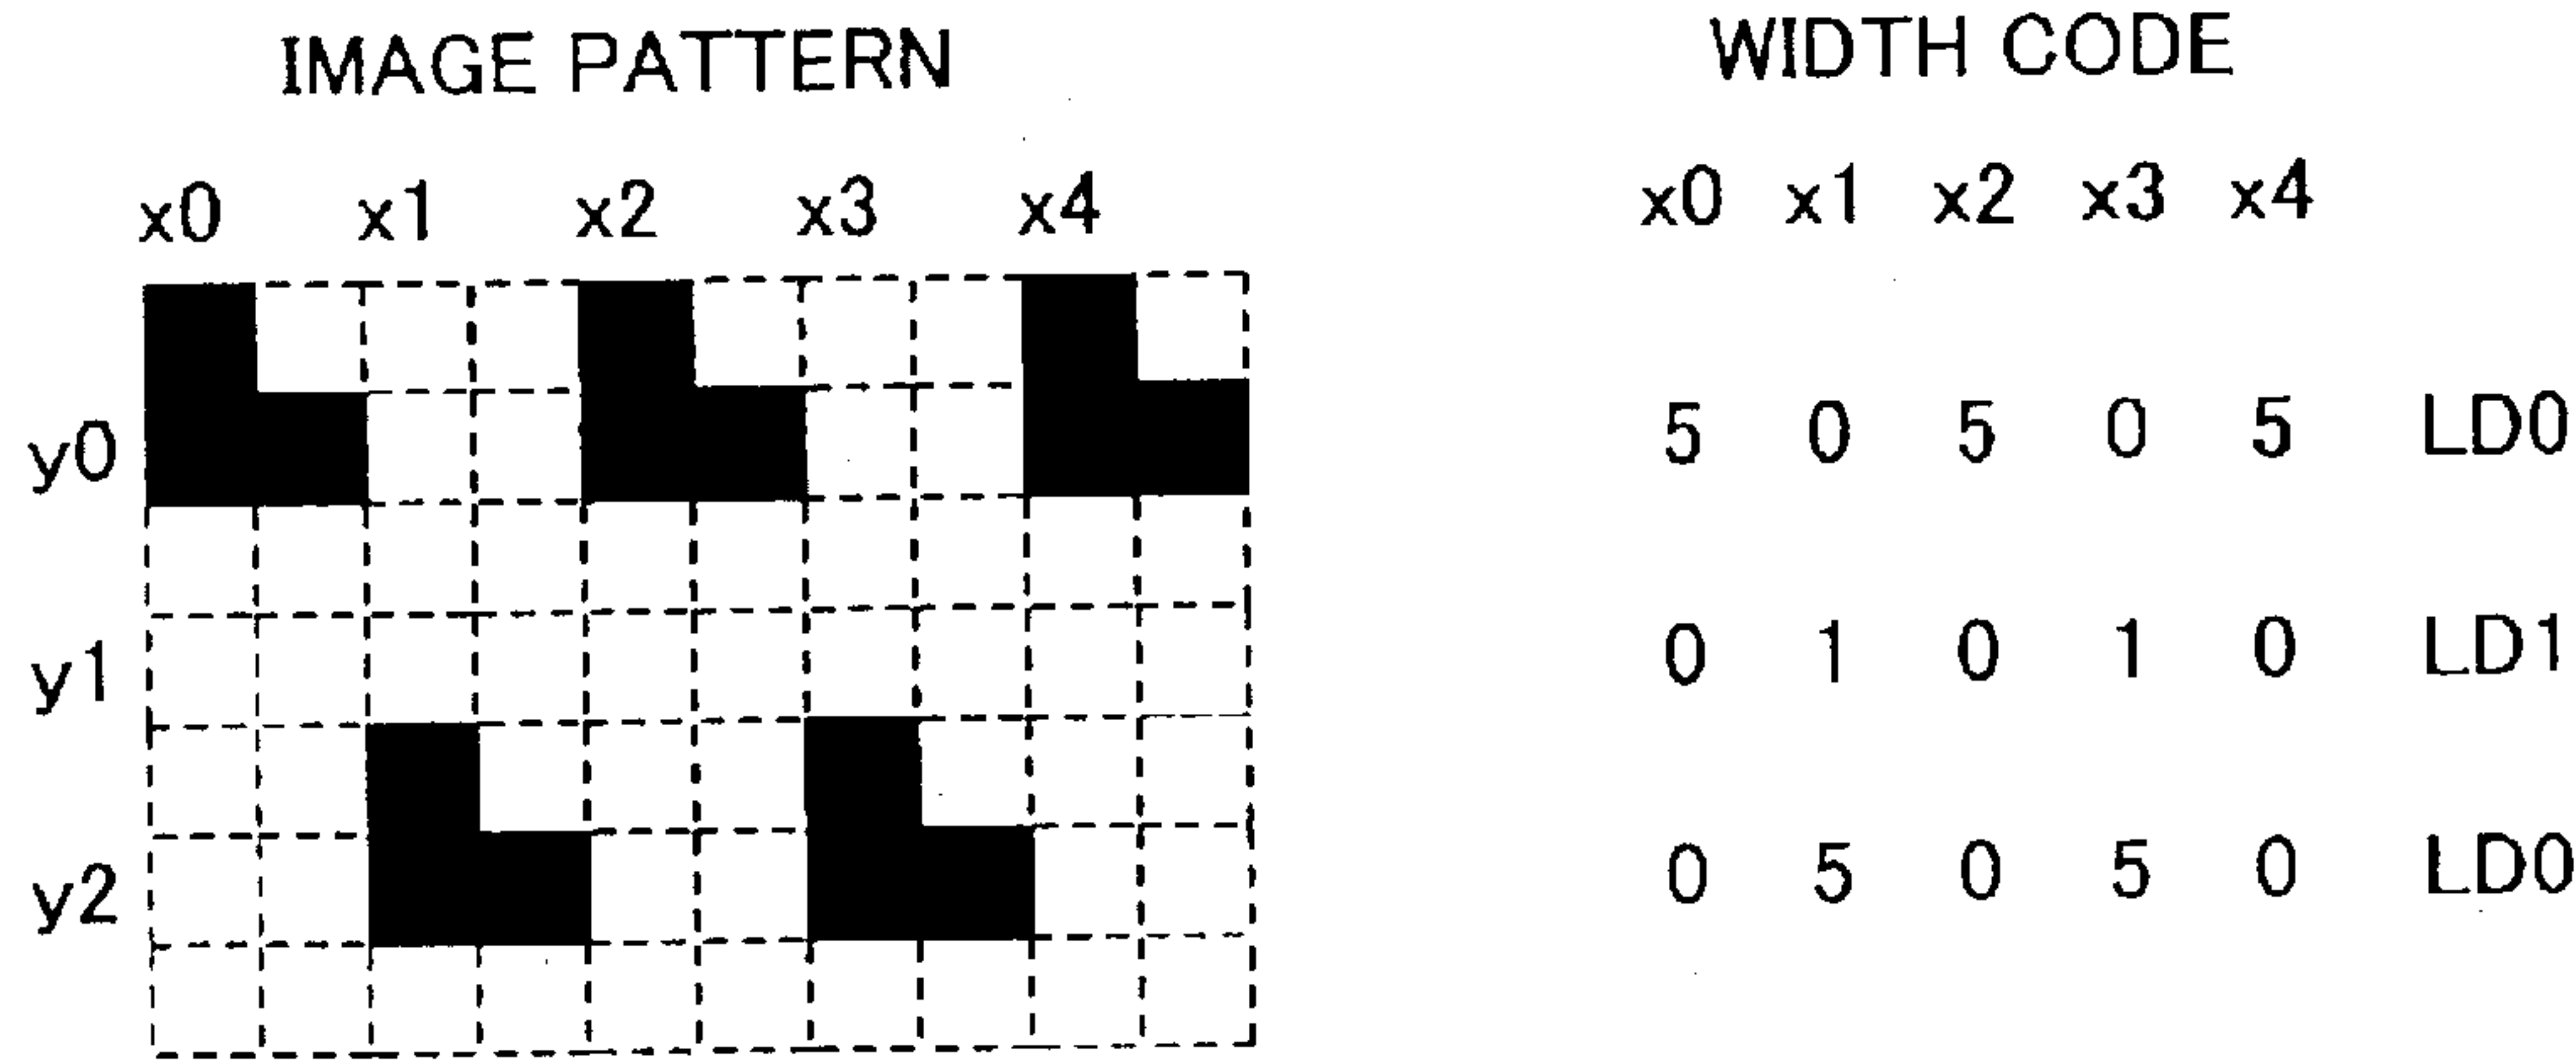 IMAGE PATTERN
x0 x1 x2 x3 x4
y0
y1
y2
WIDTH CODE
x0 x1 x2 x3 x4
5 0 5 0 5 LD0
0 1 0 1 0 LD1
0 5 0 5 0 LD0